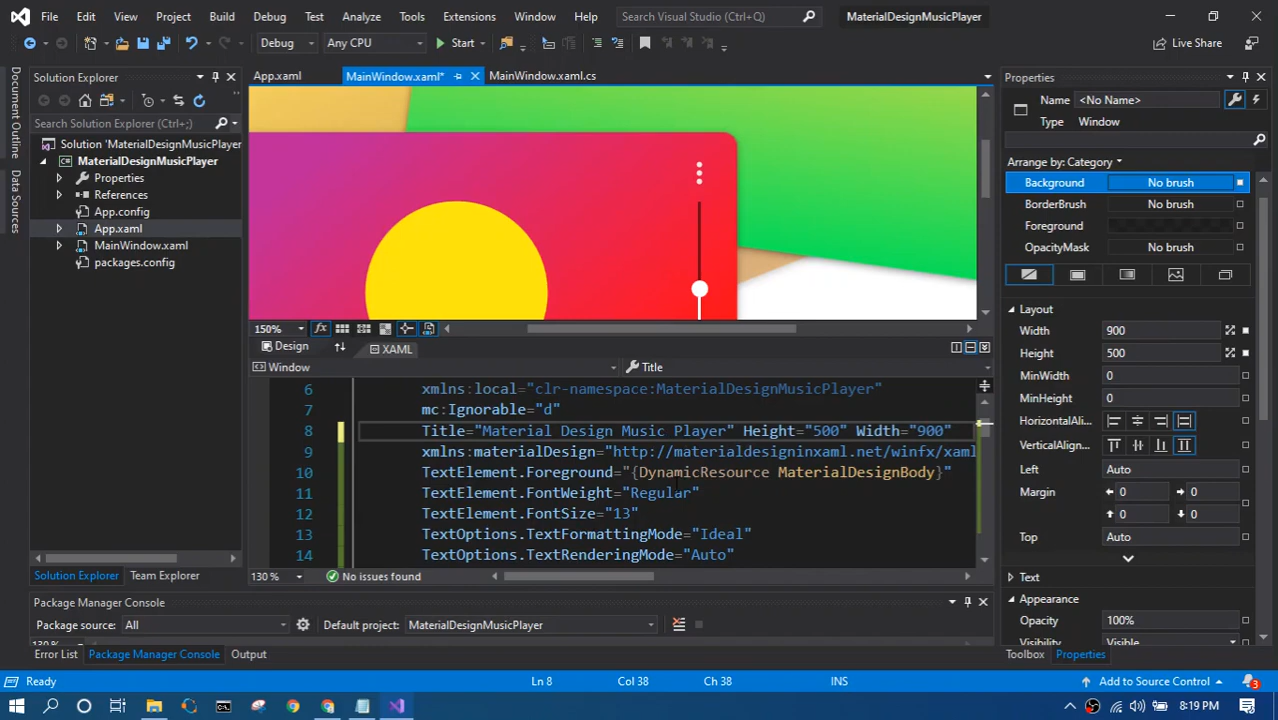 File Edit View Project Build Debug Test Analyze Tools Extensions Window Help Search Visual Studio (Ctrl+Q) MaterialDesignMusicPlayer
Debug Any CPU Start Live Share
Document Outline
Data Sources
Solution Explorer
Search Solution Explorer (Ctrl+;)
Solution 'MaterialDesignMusicPlayer
MaterialDesignMusicPlayer
Properties
References
App.config
App.xaml
MainWindow.xaml
packages.config
Solution Explorer Team Explorer
App.xaml MainWindow.xaml* MainWindow.xaml.cs
150%
Design XAML
Window Title
6 xmlns:local="clr-namespace:MaterialDesignMusicPlayer"
7 mc:Ignorable="d"
8 Title="Material Design Music Player" Height="500" Width="900"
9 xmlns:materialDesign="http://materialdesigninxaml.net/winfx/xaml
10 TextElement.Foreground="{DynamicResource MaterialDesignBody}"
11 TextElement.FontWeight="Regular"
12 TextElement.FontSize="13"
13 TextOptions.TextFormattingMode="Ideal"
14 TextOptions.TextRenderingMode="Auto"
130 % No issues found
Properties
Name <No Name>
Type Window
Arrange by: Category
Background No brush
BorderBrush No brush
Foreground
OpacityMask No brush
Layout
Width 900
Height 500
MinWidth 0
MinHeight 0
HorizontalAli...
VerticalAlign...
Left Auto
Margin 0 0
0 0
Top Auto
Text
Appearance
Opacity 100%
Visibility Visible
Toolbox Properties
Package Manager Console
Package source: All Default project: MaterialDesignMusicPlayer
130 %
Error List Package Manager Console Output
Ready Ln 8 Col 38 Ch 38 INS Add to Source Control 3
8:19 PM